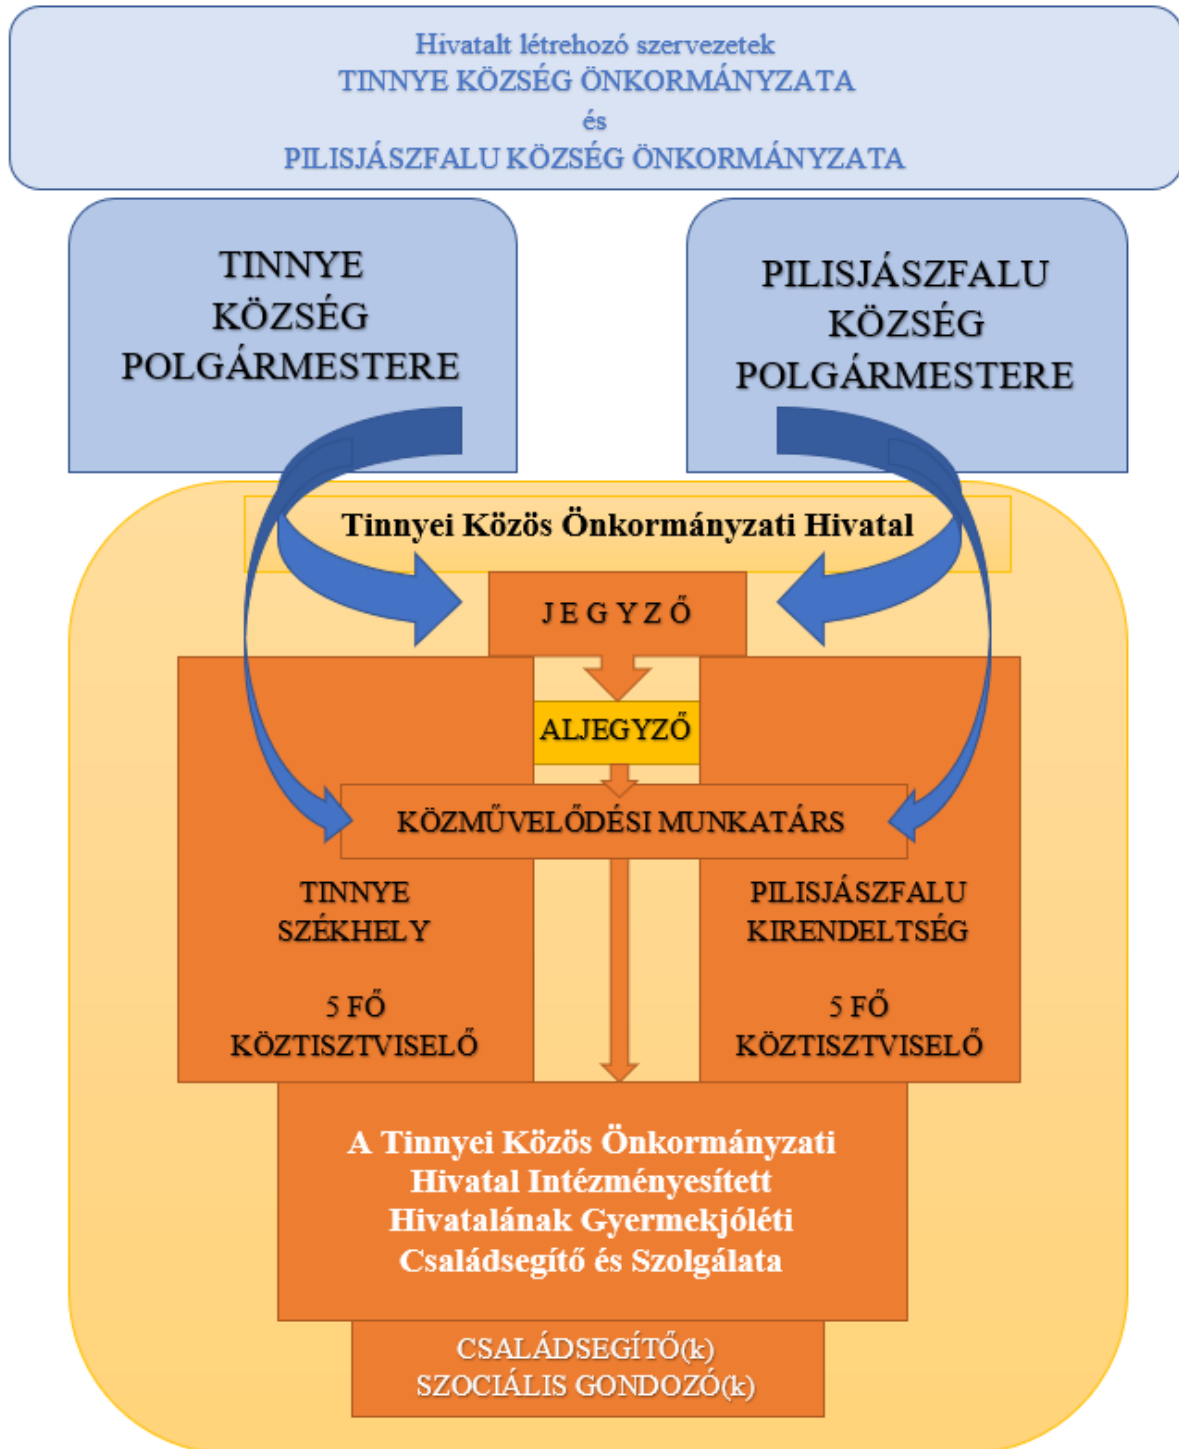 Hivatalt létrehozó szervezetek
TINNYE KÖZSÉG ÖNKORMÁNYZATA
és
PILISJÁSZFALU KÖZSÉG ÖNKORMÁNYZATA
TINNYE
KÖZSÉG
POLGÁRMESTERE
PILISJÁSZFALU
KÖZSÉG
POLGÁRMESTERE
Tinnyei Közös Önkormányzati Hivatal
J E G Y Z Ő
ALJEGYZŐ
KÖZMŰVELŐDÉSI MUNKATÁRS
TINNYE
SZÉKHELY
5 FŐ
KÖZTISZTVISELŐ
PILISJÁSZFALU
KIRENDELTSÉG
5 FŐ
KÖZTISZTVISELŐ
A Tinnyei Közös Önkormányzati
Hivatal Intézményesített
Hivatalának Gyermekjóléti
Családsegítő és Szolgálata
CSALÁDSEGÍTŐ(k)
SZOCIÁLIS GONDOZÓ(k)